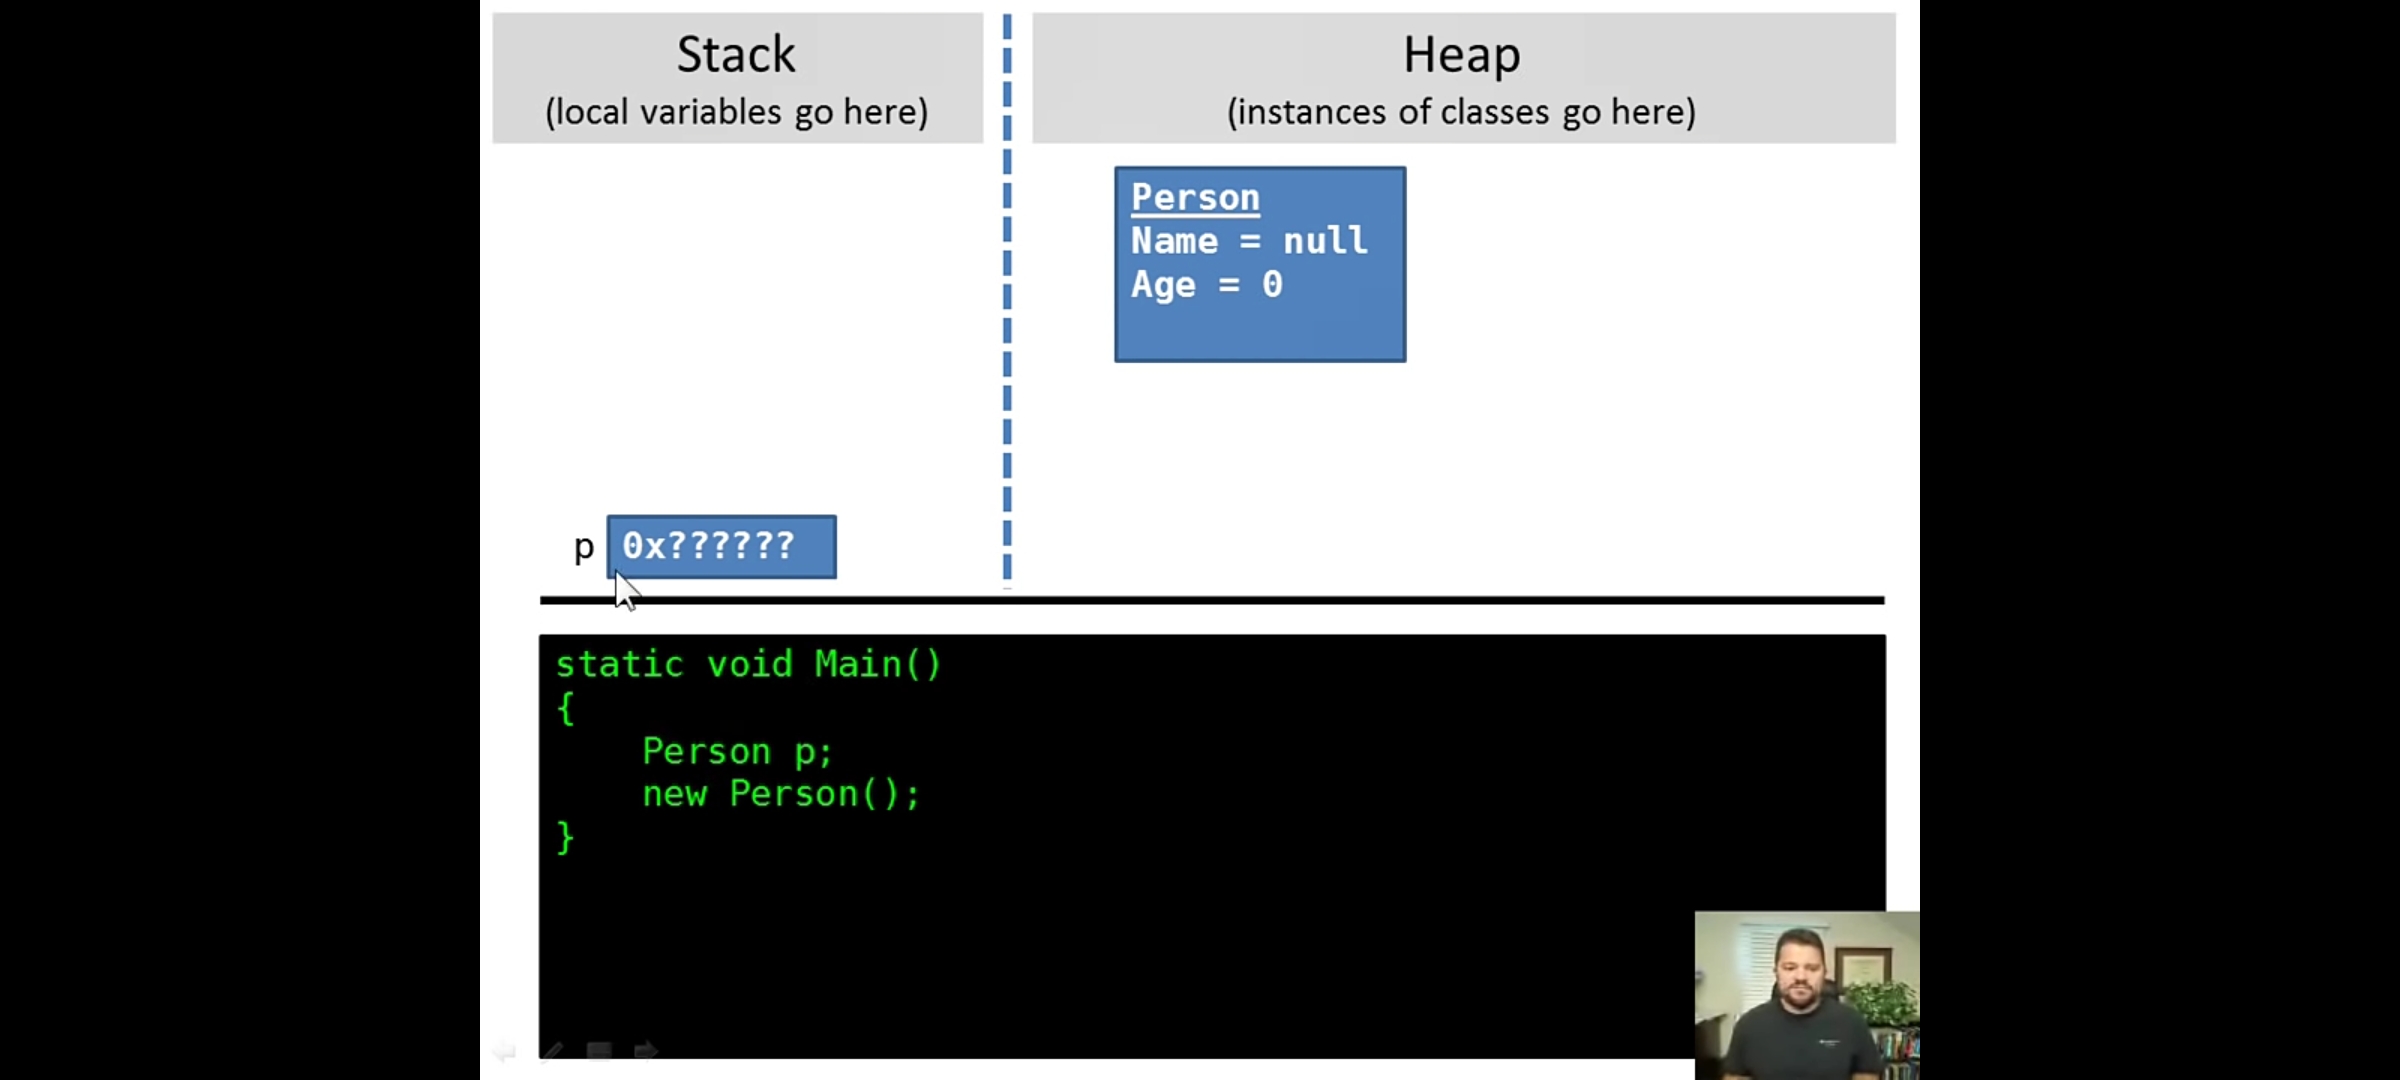 Stack
(local variables go here)
Heap
(instances of classes go here)
Person
Name = null
Age = 0
p
0x??????
static void Main()
{
    Person p;
    new Person();
}